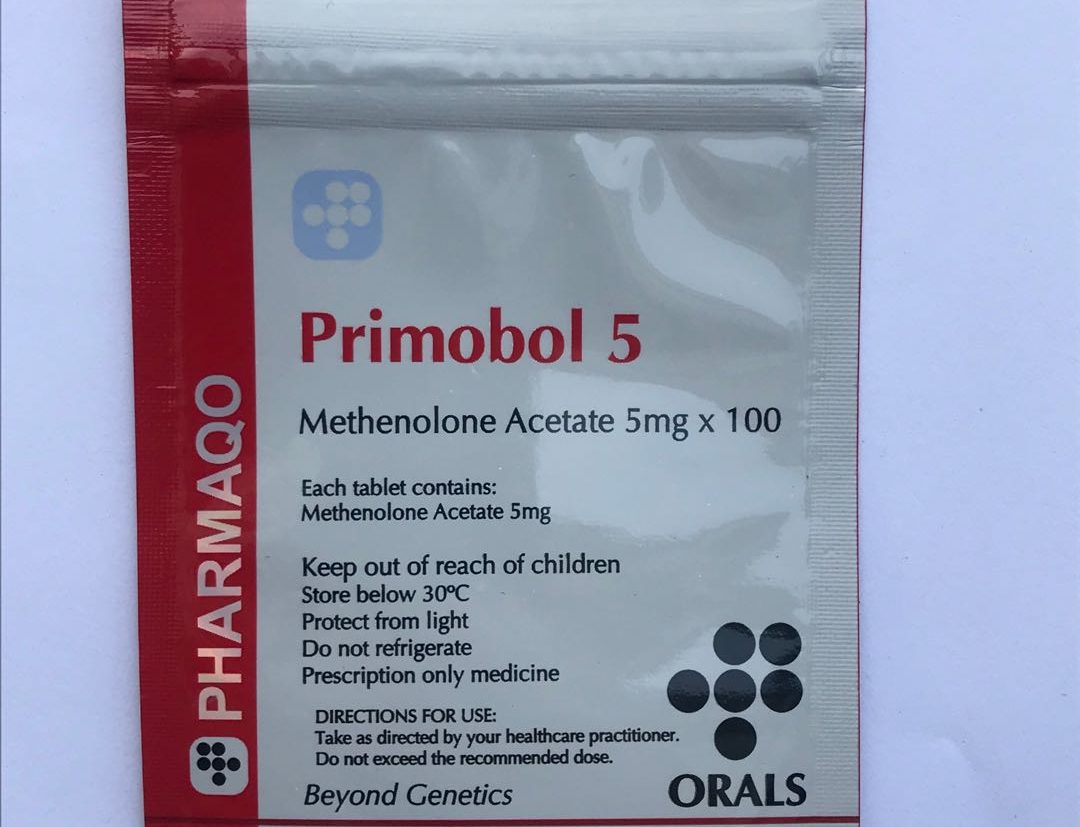 PHARMAQO
Primobol 5
Methenolone Acetate 5mg x 100
Each tablet contains:
Methenolone Acetate 5mg
Keep out of reach of children
Store below 30ºC
Protect from light
Do not refrigerate
Prescription only medicine
DIRECTIONS FOR USE:
Take as directed by your healthcare practitioner.
Do not exceed the recommended dose.
Beyond Genetics
ORALS